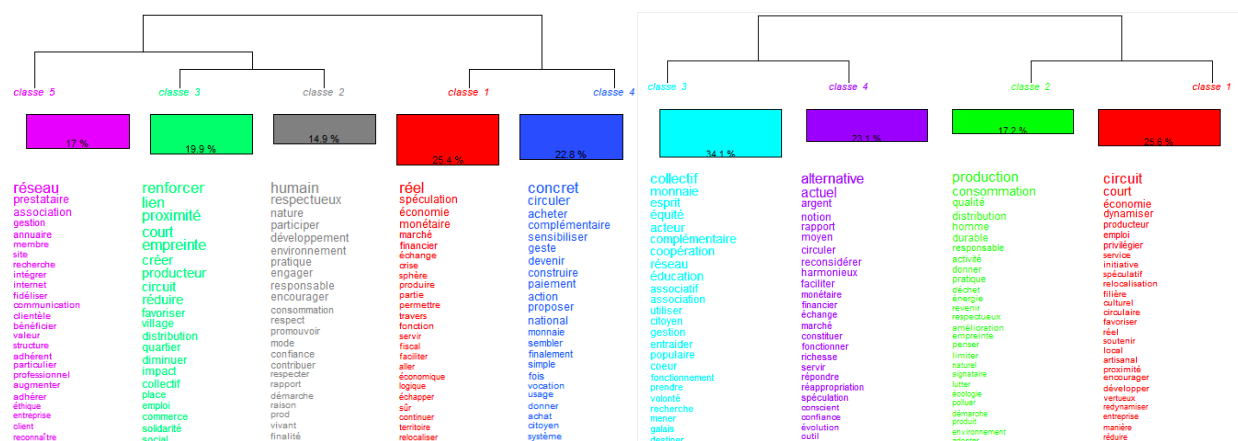 classe 5
17 %
réseau
prestataire
association
gestion
annuaire
membre
site
recherche
intégrer
internet
fidéliser
communication
clientèle
bénéficier
valeur
structure
adhérent
particulier
professionnel
augmenter
adhérer
éthique
entreprise
client
reconnaître
classe 3
19.9 %
renforcer
lien
proximité
court
empreinte
créer
producteur
circuit
réduire
favoriser
village
distribution
quartier
diminuer
impact
collectif
place
emploi
commerce
solidarité
social
classe 2
14.9 %
humain
respectueux
nature
participer
développement
environnement
pratique
engager
responsable
encourager
consommation
respect
promouvoir
mode
confiance
contribuer
respecter
rapport
démarche
raison
prod
vivant
finalité
classe 1
25.4 %
réel
spéculation
économie
monétaire
marché
financier
échange
crise
sphère
produire
partie
permettre
travers
fonction
servir
fiscal
faciliter
aller
économique
logique
échapper
sûr
continuer
territoire
relocaliser
classe 4
22.8 %
concret
circuler
acheter
complémentaire
sensibiliser
geste
devenir
construire
paiement
action
proposer
national
monnaie
sembler
finalement
simple
fois
vocation
usage
donner
achat
citoyen
système
classe 3
34.1 %
collectif
monnaie
esprit
équité
acteur
complémentaire
coopération
réseau
éducation
associatif
association
utiliser
citoyen
gestion
entraider
populaire
coeur
fonctionnement
prendre
volonté
recherche
mener
galais
destiner
classe 4
23.1 %
alternative
actuel
argent
notion
rapport
moyen
circuler
reconsidérer
harmonieux
faciliter
monétaire
financier
échange
marché
constituer
fonctionner
richesse
servir
répondre
réappropriation
spéculation
conscient
confiance
évolution
outil
classe 2
17.2 %
production
consommation
qualité
distribution
homme
durable
responsable
activité
donner
pratique
déchet
énergie
revenir
respectueux
amélioration
empreinte
penser
limiter
naturel
signataire
lutter
écologie
polluer
démarche
produit
environnement
classe 1
25.6 %
circuit
court
économie
dynamiser
producteur
emploi
privilégier
service
initiative
spéculatif
relocalisation
filière
culturel
circulaire
favoriser
réel
soutenir
local
artisanal
proximité
encourager
développer
vertueux
redynamiser
entreprise
manière
réduire